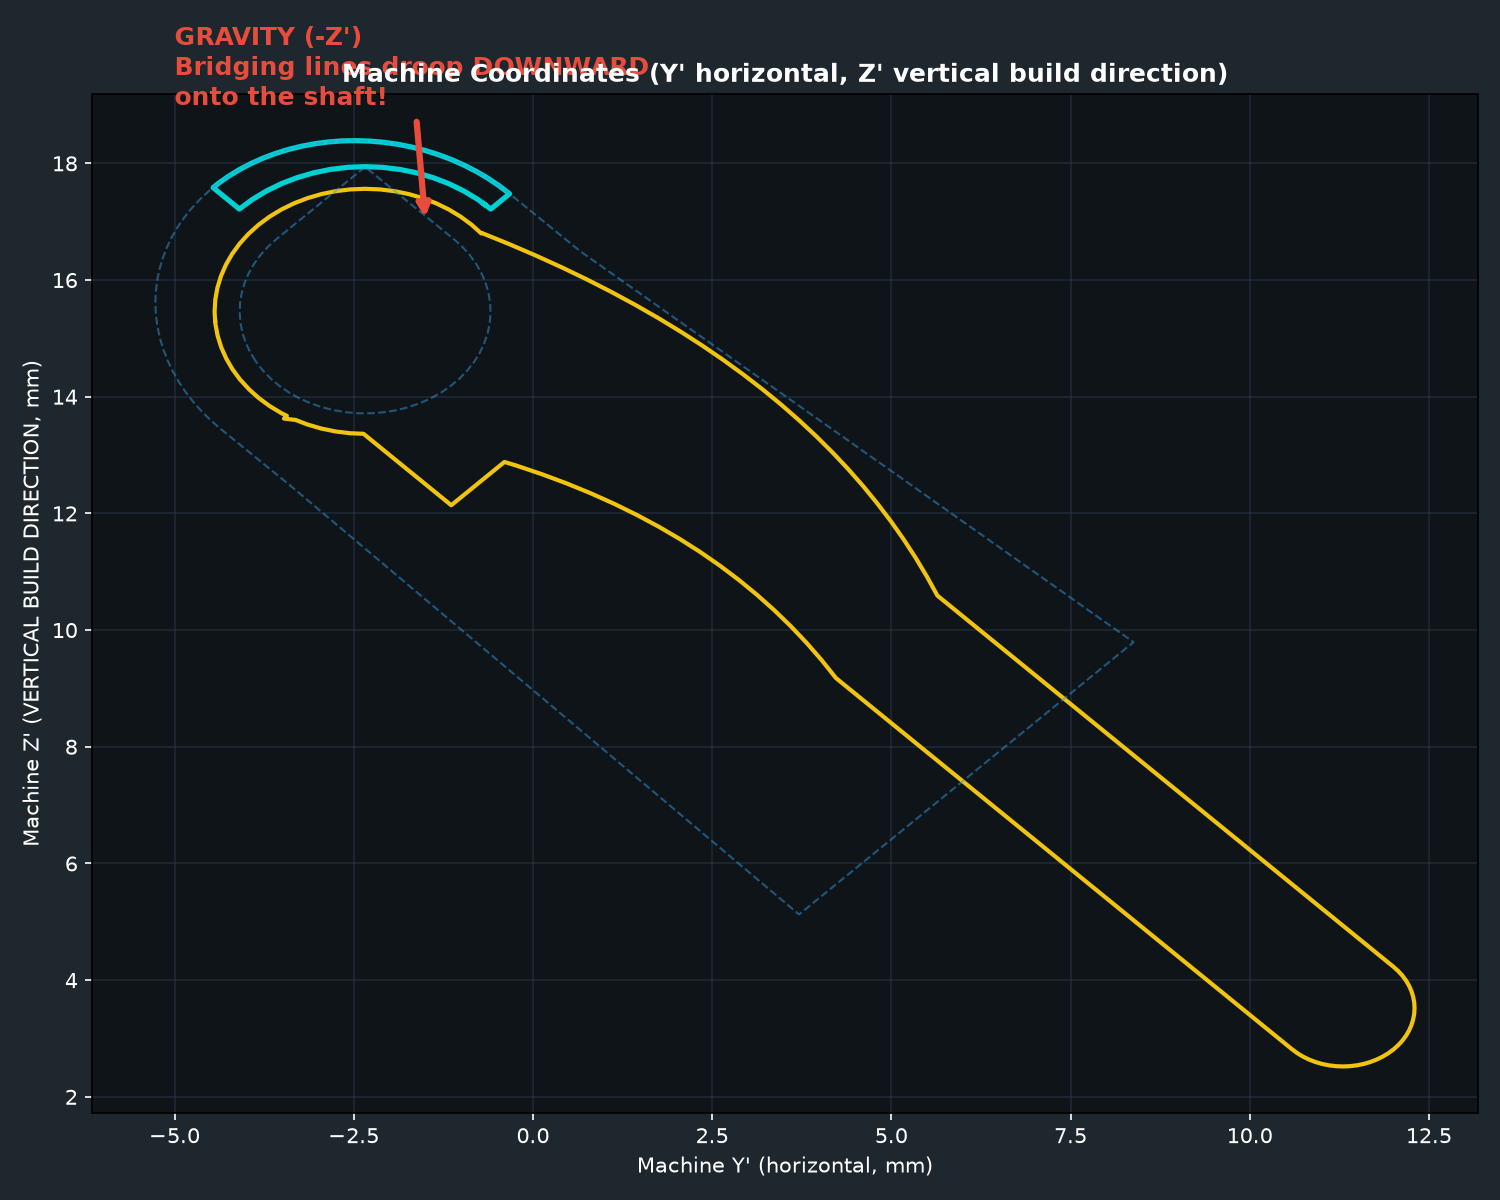 GRAVITY (-Z')
Bridging lines droop DOWNWARD
Machine Coordinates (Y' horizontal, Z' vertical build direction)
onto the shaft!
18
16
14
12
10
8
6
4
2
Machine Z' (VERTICAL BUILD DIRECTION, mm)
−5.0 −2.5 0.0 2.5 5.0 7.5 10.0 12.5
Machine Y' (horizontal, mm)